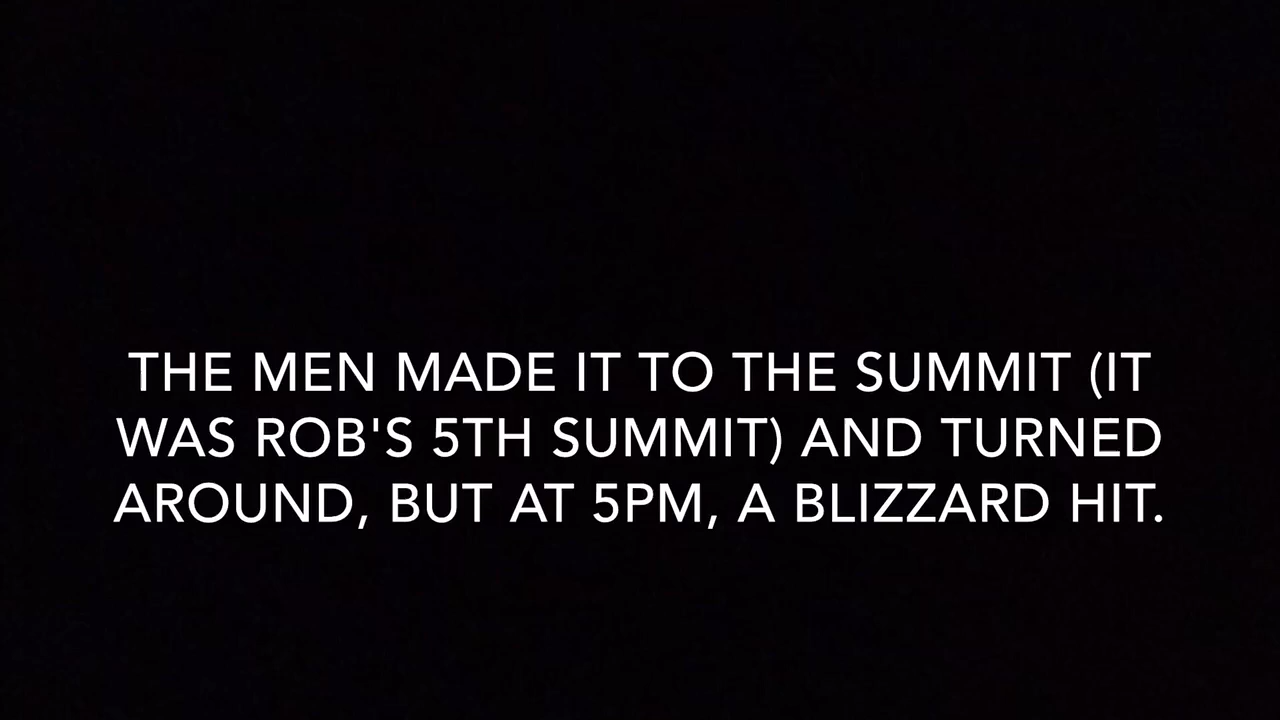 THE MEN MADE IT TO THE SUMMIT (IT
WAS ROB'S 5TH SUMMIT) AND TURNED
AROUND, BUT AT 5PM, A BLIZZARD HIT.